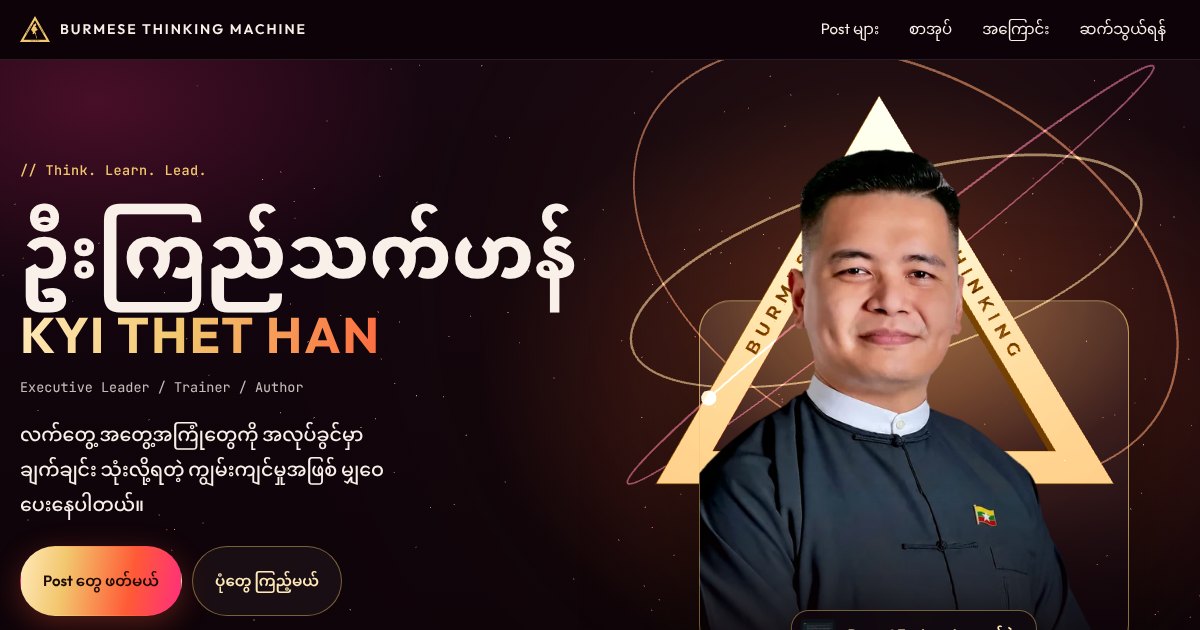 BURMESE THINKING MACHINE
Post များ
စာအုပ်
အကြောင်း
ဆက်သွယ်ရန်
// Think. Learn. Lead.
ဦးကြည်သက်ဟန်
KYI THET HAN
Executive Leader / Trainer / Author
လက်တွေ့အတွေ့အကြုံတွေကို အလုပ်ခွင်မှာ
ချက်ချင်း သုံးလို့ရတဲ့ ကျွမ်းကျင်မှုအဖြစ် မျှဝေ
ပေးနေပါတယ်။
Post တွေ ဖတ်မယ်
ပုံတွေ ကြည့်မယ်
THINKING